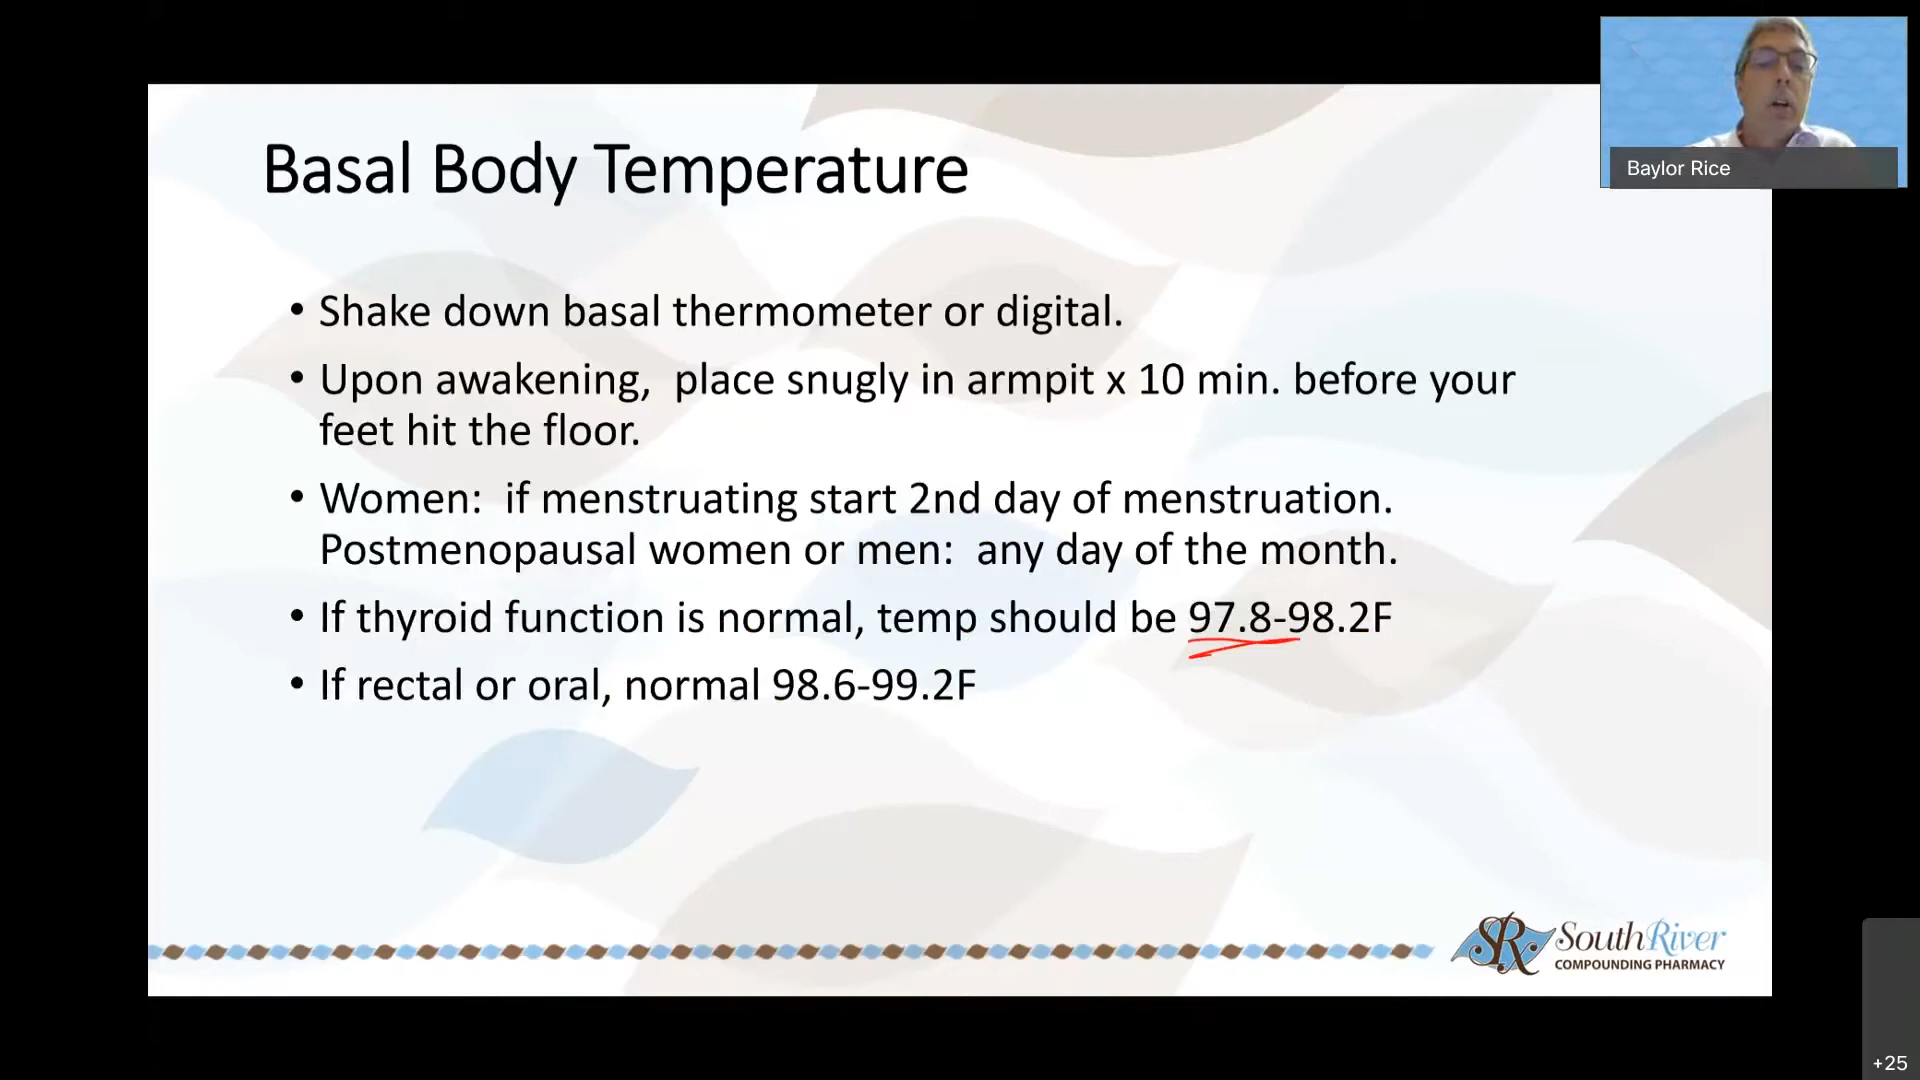 Baylor Rice
Basal Body Temperature
• Shake down basal thermometer or digital.
• Upon awakening,  place snugly in armpit x 10 min. before your
feet hit the floor.
• Women:  if menstruating start 2nd day of menstruation.
Postmenopausal women or men:  any day of the month.
• If thyroid function is normal, temp should be 97.8-98.2F
• If rectal or oral, normal 98.6-99.2F
SR South River
COMPOUNDING PHARMACY
+25